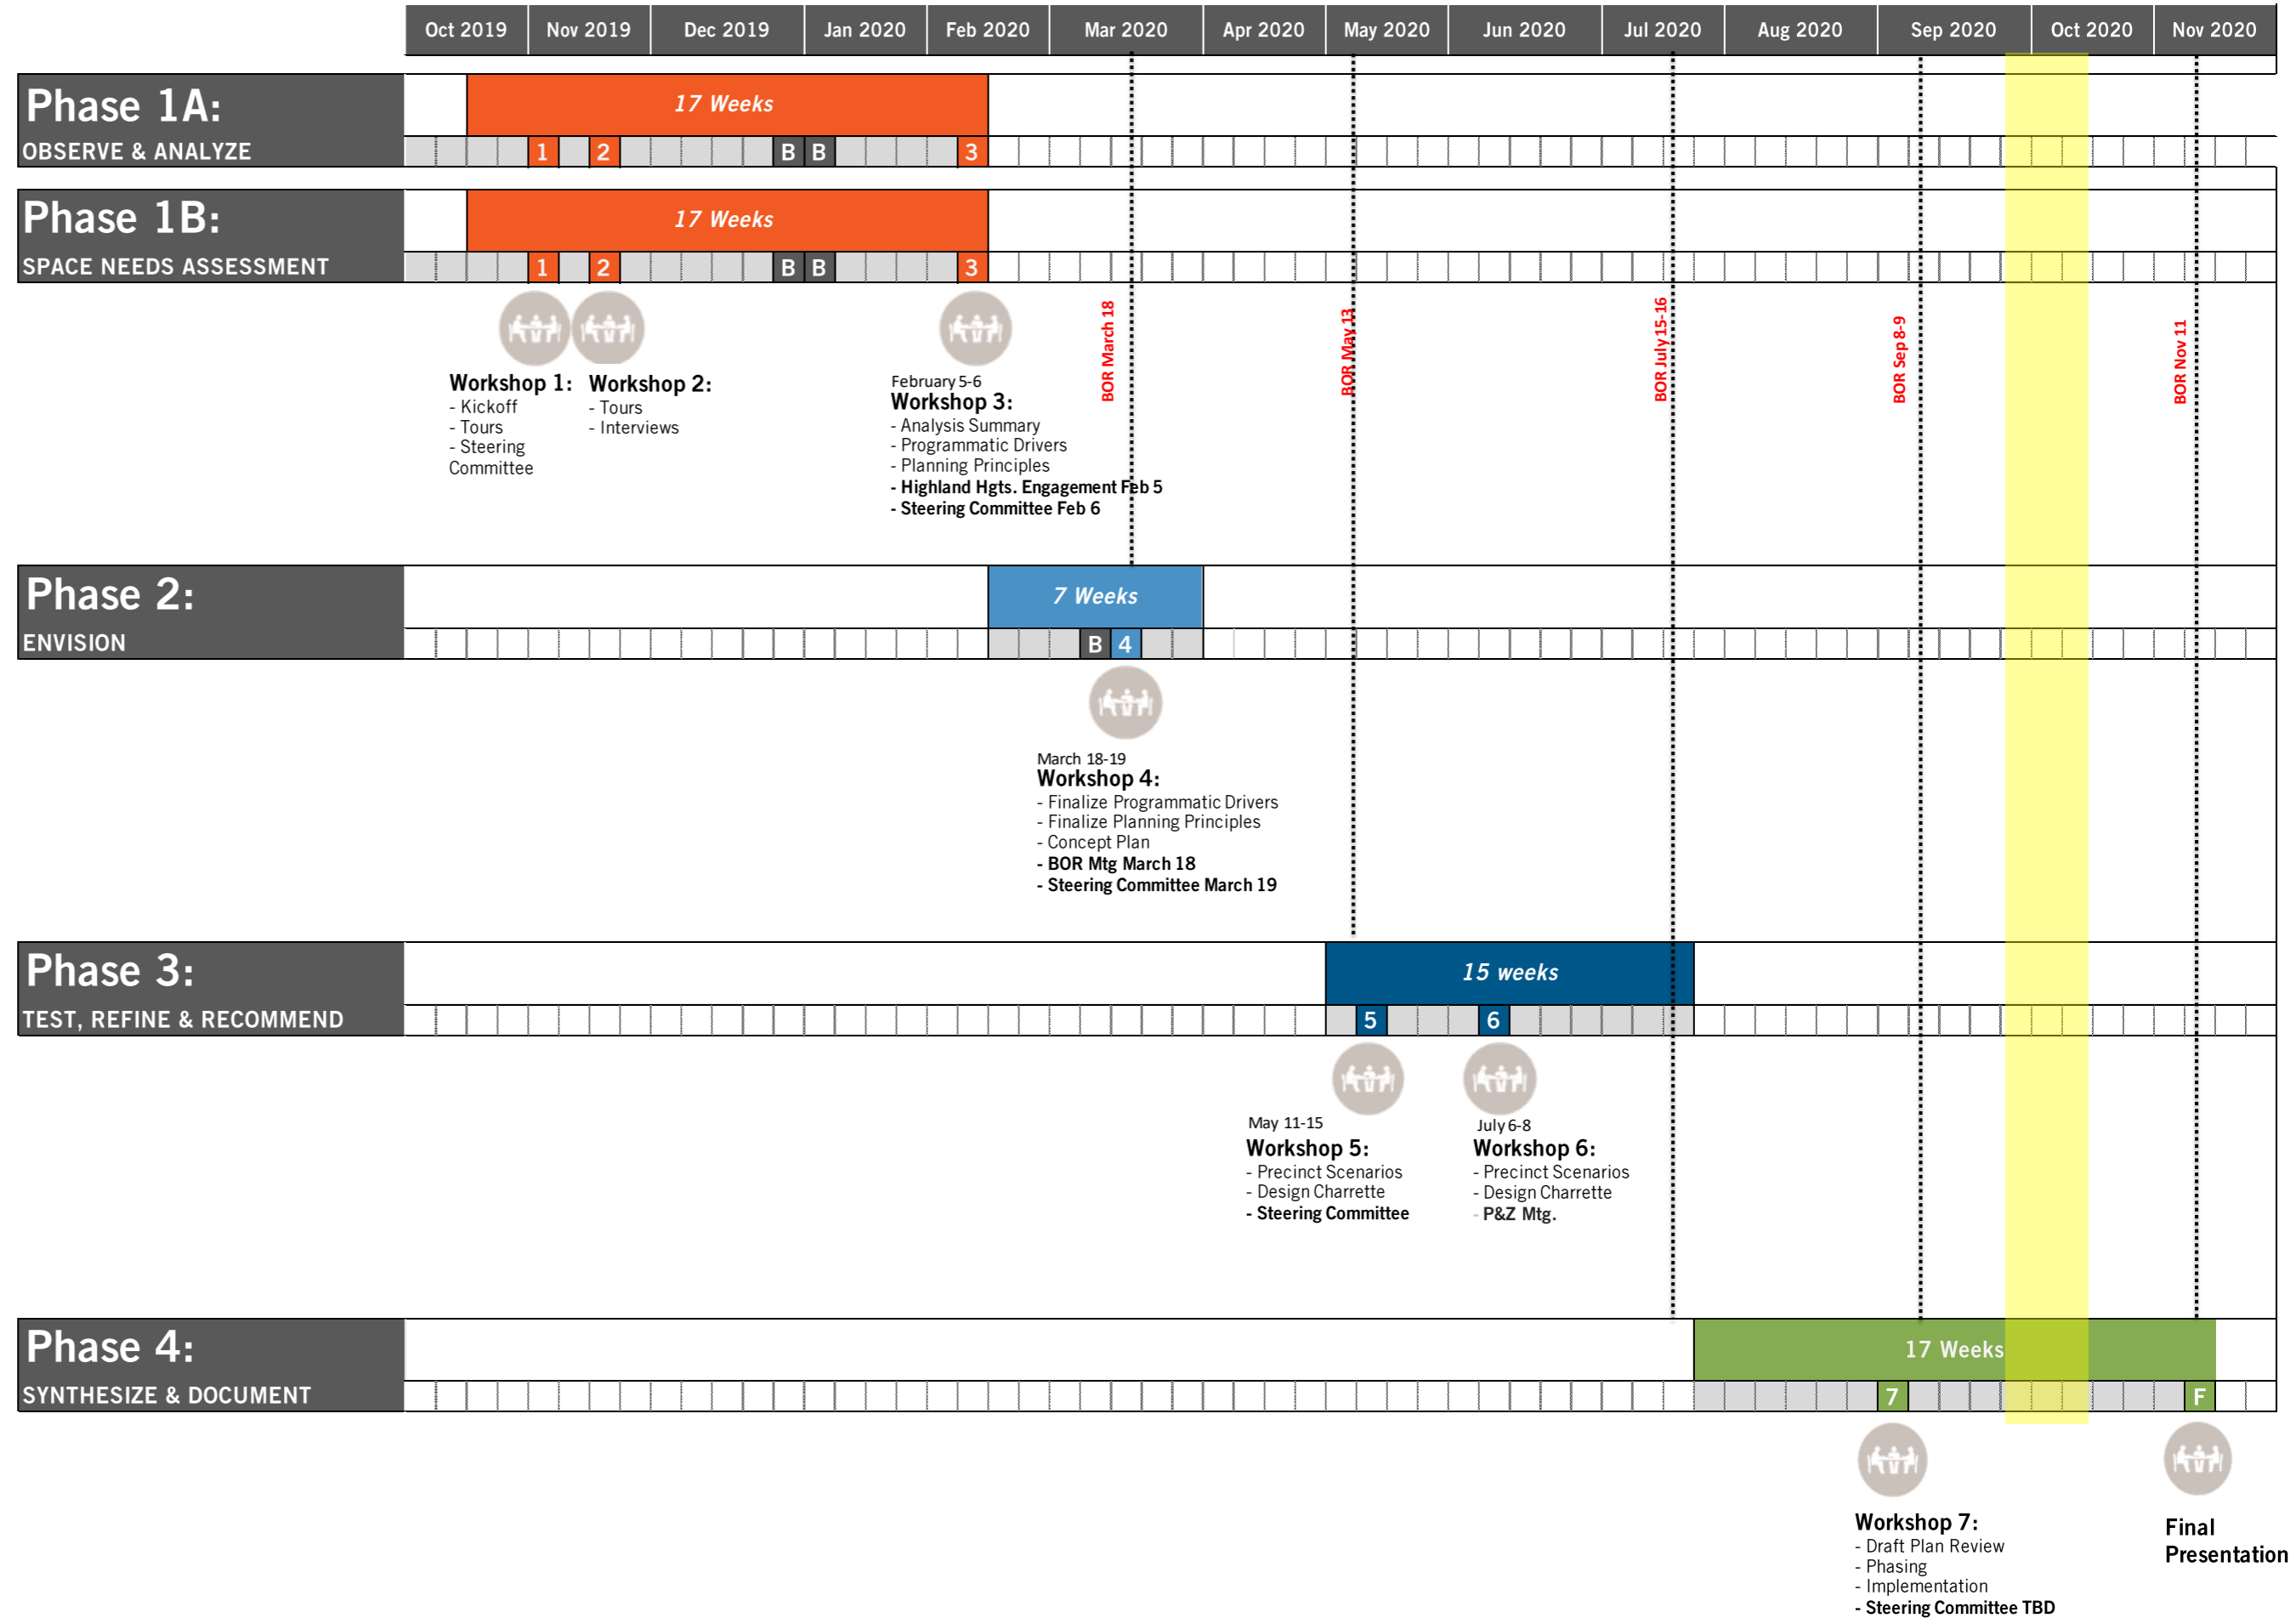 Oct 2019 Nov 2019 Dec 2019 Jan 2020 Feb 2020 Mar 2020 Apr 2020 May 2020 Jun 2020 Jul 2020 Aug 2020 Sep 2020 Oct 2020 Nov 2020
Phase 1A:
17 Weeks
OBSERVE & ANALYZE
1 2 B B 3
Phase 1B:
17 Weeks
SPACE NEEDS ASSESSMENT
1 2 B B 3
Workshop 1:
- Kickoff
- Tours
- Steering
Committee
Workshop 2:
- Tours
- Interviews
February 5-6
Workshop 3:
- Analysis Summary
- Programmatic Drivers
- Planning Principles
- Highland Hgts. Engagement Feb 5
- Steering Committee Feb 6
BOR March 18
BOR May 13
BOR July 15-16
BOR Sep 8-9
BOR Nov 11
Phase 2:
7 Weeks
ENVISION
B 4
March 18-19
Workshop 4:
- Finalize Programmatic Drivers
- Finalize Planning Principles
- Concept Plan
- BOR Mtg March 18
- Steering Committee March 19
Phase 3:
15 weeks
TEST, REFINE & RECOMMEND
5 6
May 11-15
Workshop 5:
- Precinct Scenarios
- Design Charrette
- Steering Committee
July 6-8
Workshop 6:
- Precinct Scenarios
- Design Charrette
- P&Z Mtg.
Phase 4:
17 Weeks
SYNTHESIZE & DOCUMENT
7 F
Workshop 7:
- Draft Plan Review
- Phasing
- Implementation
- Steering Committee TBD
Final
Presentation